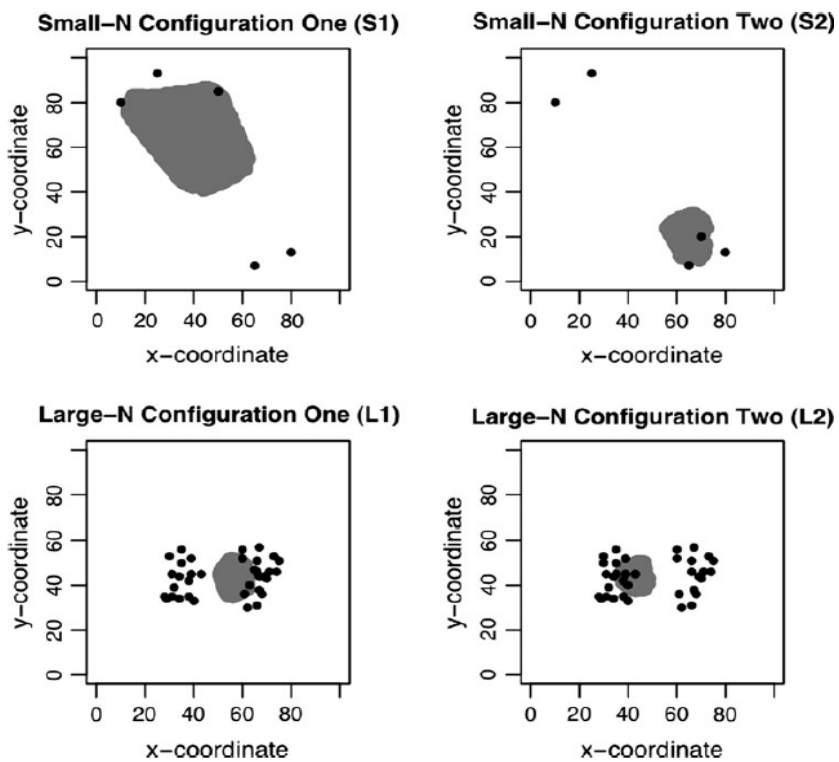 Small–N Configuration One (S1)
y–coordinate
80
60
40
20
0
0 20 40 60 80
x–coordinate
Small–N Configuration Two (S2)
y–coordinate
80
60
40
20
0
0 20 40 60 80
x–coordinate
Large–N Configuration One (L1)
y–coordinate
80
60
40
20
0
0 20 40 60 80
x–coordinate
Large–N Configuration Two (L2)
y–coordinate
80
60
40
20
0
0 20 40 60 80
x–coordinate